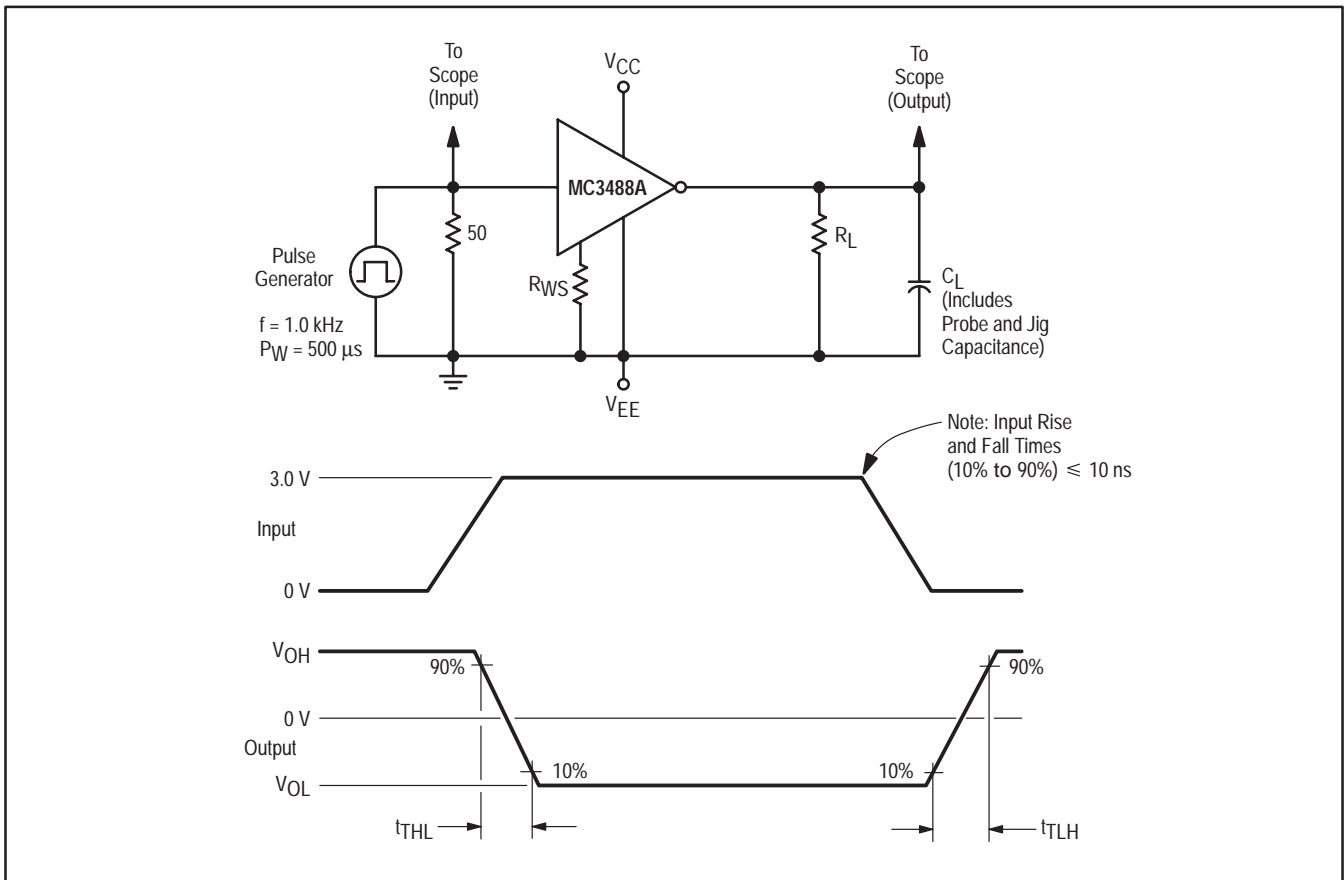 To
Scope
(Input)
VCC
To
Scope
(Output)
MC3488A
50
RL
Pulse
Generator
RWS
CL
(Includes
Probe and Jig
Capacitance)
f = 1.0 kHz
PW = 500 µs
VEE
Note: Input Rise
and Fall Times
(10% to 90%) ≤ 10 ns
3.0 V
Input
0 V
VOH
90%
90%
0 V
Output
10%
10%
VOL
tTHL
tTLH